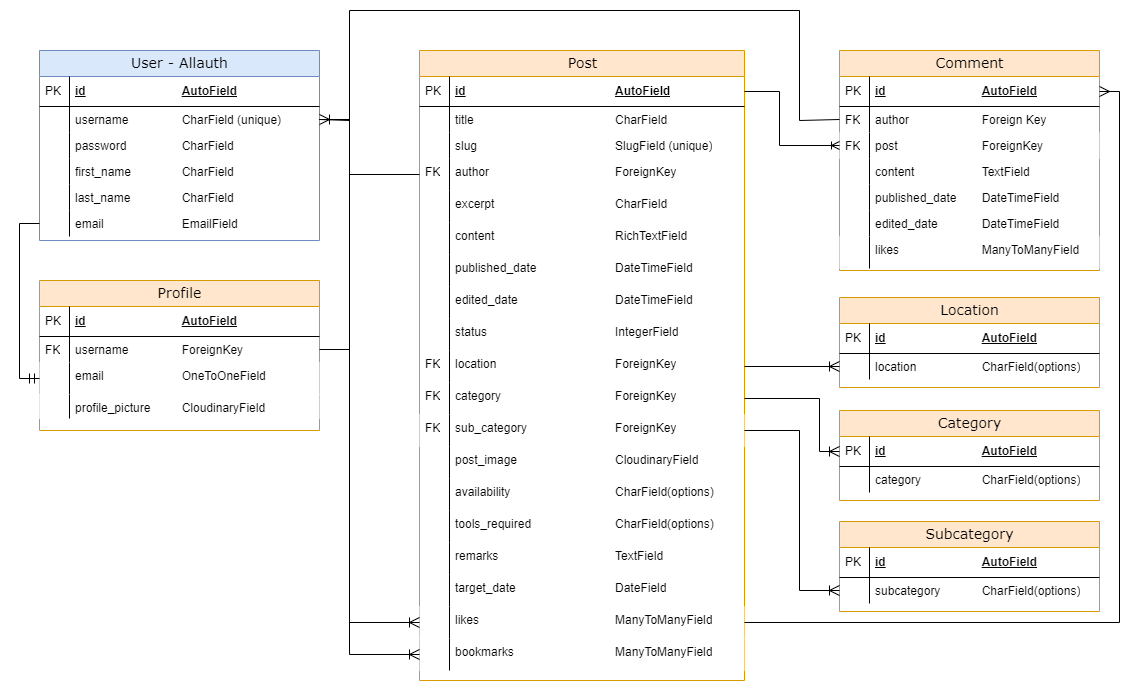 User - Allauth
PK id AutoField
username CharField (unique)
password CharField
first_name CharField
last_name CharField
email EmailField
Profile
PK id AutoField
FK username ForeignKey
email OneToOneField
profile_picture CloudinaryField
Post
PK id AutoField
title CharField
slug SlugField (unique)
FK author ForeignKey
excerpt CharField
content RichTextField
published_date DateTimeField
edited_date DateTimeField
status IntegerField
FK location ForeignKey
FK category ForeignKey
FK sub_category ForeignKey
post_image CloudinaryField
availability CharField(options)
tools_required CharField(options)
remarks TextField
target_date DateField
likes ManyToManyField
bookmarks ManyToManyField
Comment
PK id AutoField
FK author Foreign Key
FK post ForeignKey
content TextField
published_date DateTimeField
edited_date DateTimeField
likes ManyToManyField
Location
PK id AutoField
location CharField(options)
Category
PK id AutoField
category CharField(options)
Subcategory
PK id AutoField
subcategory CharField(options)